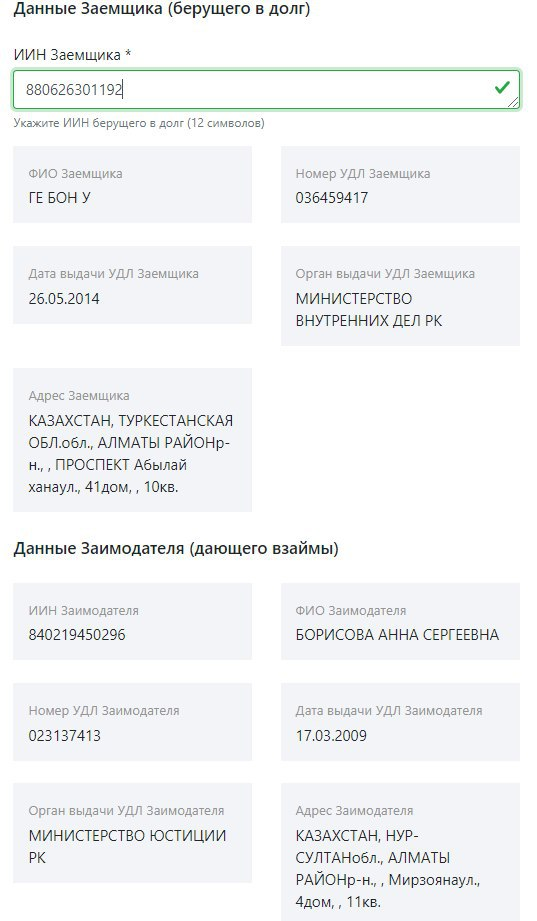 Данные Заемщика (берущего в долг)
ИИН Заемщика *
880626301192
Укажите ИИН берущего в долг (12 символов)
ФИО Заемщика
ГЕ БОН У
Номер УДЛ Заемщика
036459417
Дата выдачи УДЛ Заемщика
26.05.2014
Орган выдачи УДЛ Заемщика
МИНИСТЕРСТВО
ВНУТРЕННИХ ДЕЛ РК
Адрес Заемщика
КАЗАХСТАН, ТУРКЕСТАНСКАЯ
ОБЛ.обл., АЛМАТЫ РАЙОНр-
н., , ПРОСПЕКТ Абылай
ханаул., 41дом, , 10кв.
Данные Заимодателя (дающего взаймы)
ИИН Заимодателя
840219450296
ФИО Заимодателя
БОРИСОВА АННА СЕРГЕЕВНА
Номер УДЛ Заимодателя
023137413
Дата выдачи УДЛ Заимодателя
17.03.2009
Орган выдачи УДЛ Заимодателя
МИНИСТЕРСТВО ЮСТИЦИИ
РК
Адрес Заимодателя
КАЗАХСТАН, НУР-
СУЛТАНобл., АЛМАТЫ
РАЙОНр-н., , Мирзоянаул.,
4дом, , 11кв.